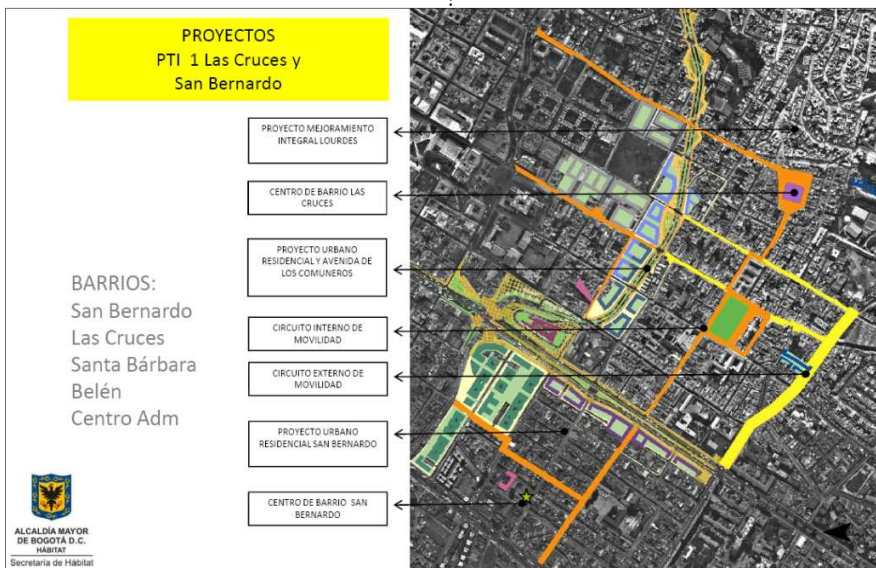 PROYECTOS
PTI 1 Las Cruces y
San Bernardo
PROYECTO MEJORAMIENTO
INTEGRAL LOURDES
CENTRO DE BARRIO LAS
CRUCES
PROYECTO URBANO
RESIDENCIAL Y AVENIDA DE
LOS COMUNEROS
CIRCUITO INTERNO DE
MOVILIDAD
CIRCUITO EXTERNO DE
MOVILIDAD
PROYECTO URBANO
RESIDENCIAL SAN BERNARDO
CENTRO DE BARRIO SAN
BERNARDO
BARRIOS:
San Bernardo
Las Cruces
Santa Bárbara
Belén
Centro Adm
ALCALDÍA MAYOR
DE BOGOTÁ D.C.
HÁBITAT
Secretaría de Hábitat